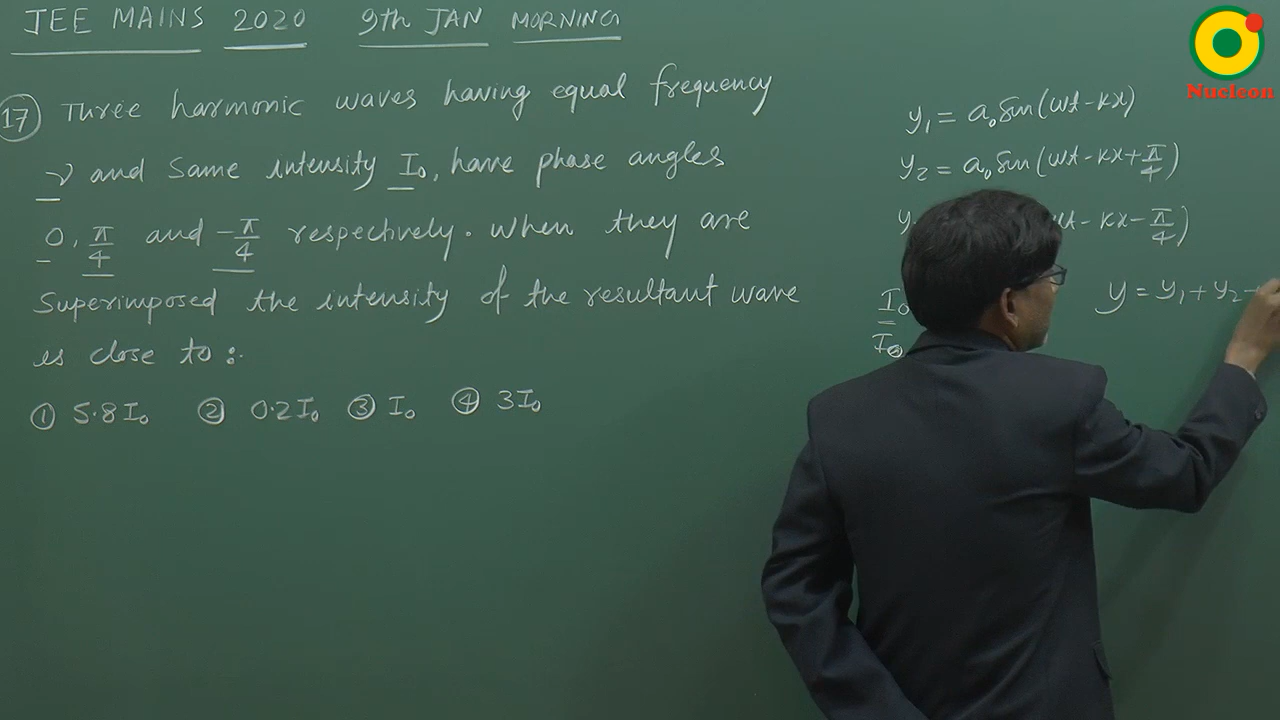 JEE MAINS 2020 9th JAN MORNING
17 Three harmonic waves having equal frequency
ν and same intensity I₀, have phase angles
0, π/4 and -π/4 respectively. When they are
superimposed the intensity of the resultant wave
is close to :
① 5.8I₀ ② 0.2I₀ ③ I₀ ④ 3I₀
y₁ = a₀ sin(ωt - kx)
y₂ = a₀ sin(ωt - kx + π/4)
ωt - kx - π/4)
I₀
I₀
y = y₁ + y₂
Nucleon